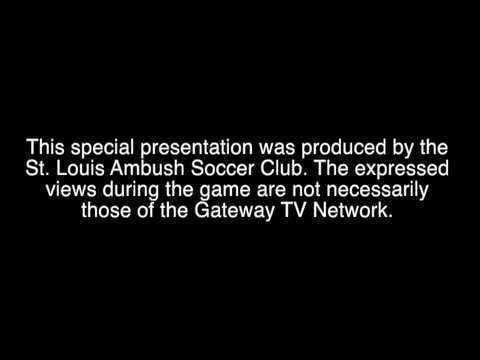 This special presentation was produced by the
St. Louis Ambush Soccer Club. The expressed
views during the game are not necessarily
those of the Gateway TV Network.